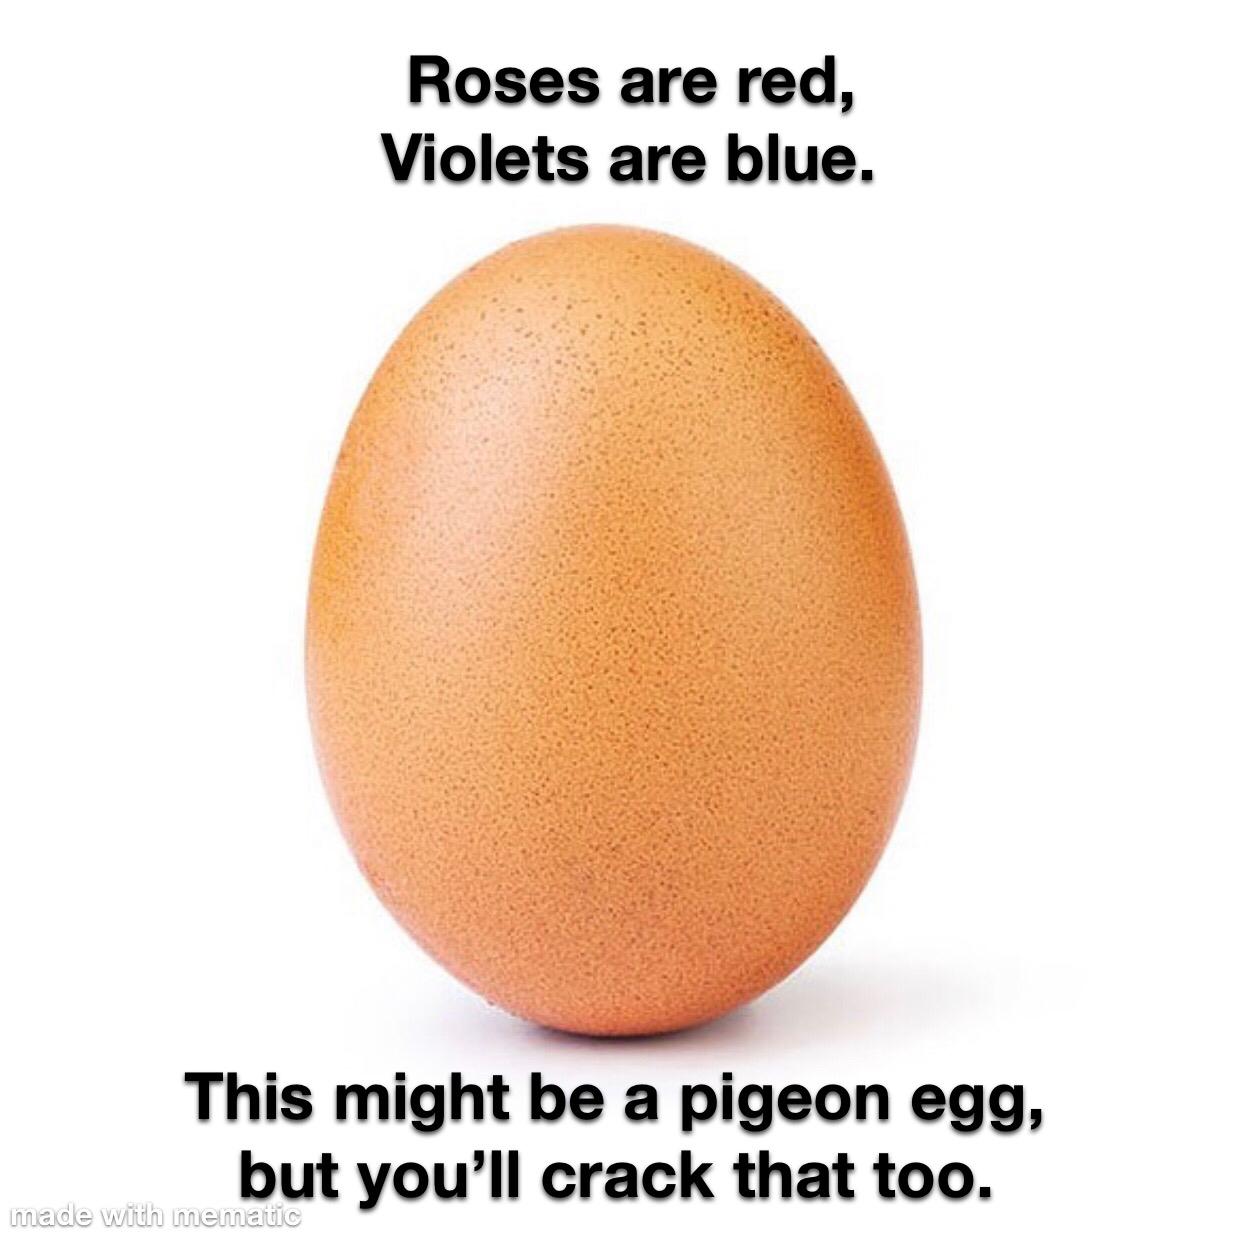 Roses are red,
Violets are blue.
This might be a pigeon egg,
but you’ll crack that too.
made with mematic